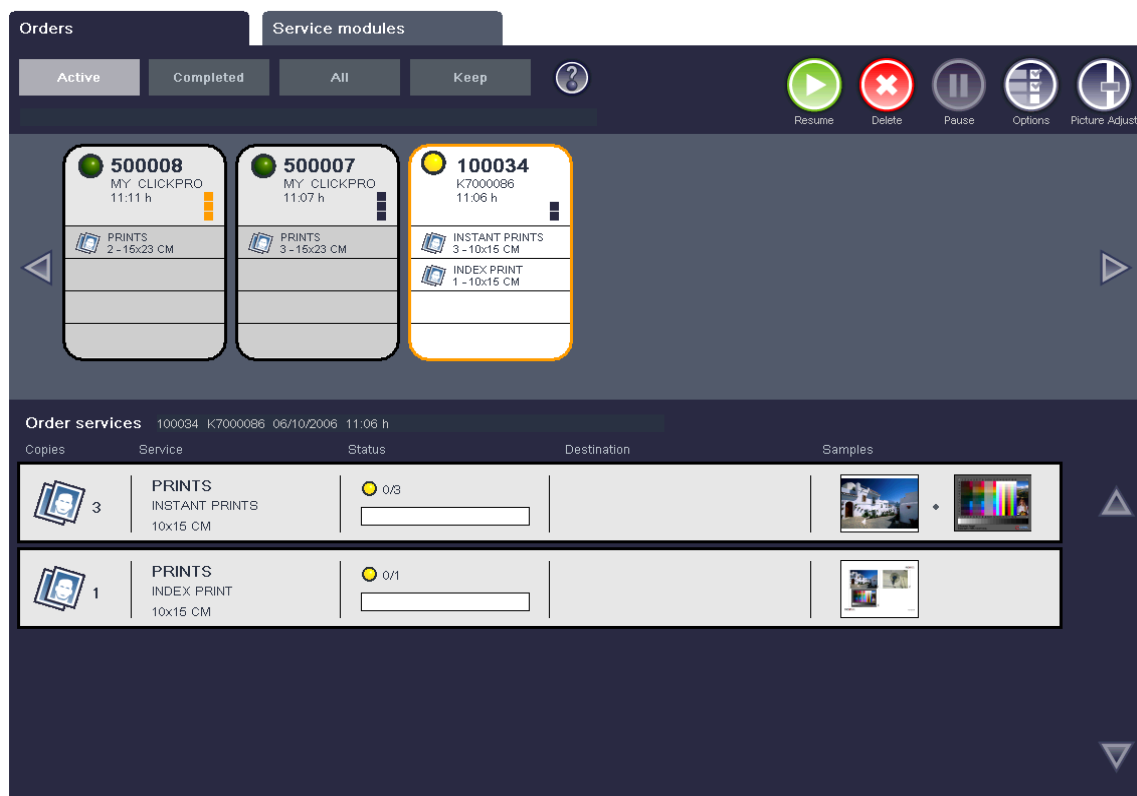 Orders
Service modules
Active
Completed
All
Keep
?
Resume
Delete
Pause
Options
Picture Adjust
500008
MY CLICKPRO
11:11 h
PRINTS
2 - 15x23 CM
500007
MY CLICKPRO
11:07 h
PRINTS
3 - 15x23 CM
100034
K7000086
11:06 h
INSTANT PRINTS
3 - 10x15 CM
INDEX PRINT
1 - 10x15 CM
Order services 100034 K7000086 06/10/2006 11:06 h
Copies Service Status Destination Samples
3 PRINTS 0/3
INSTANT PRINTS
10x15 CM
1 PRINTS 0/1
INDEX PRINT
10x15 CM